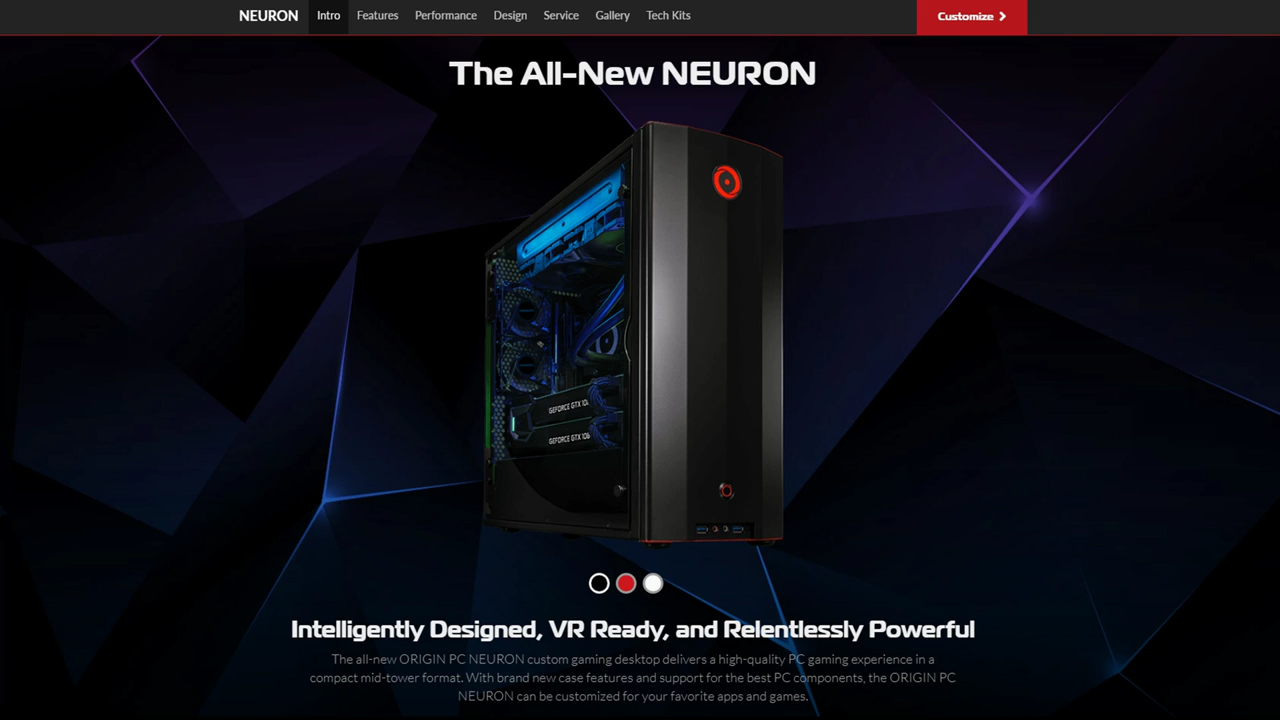 NEURON Intro Features Performance Design Service Gallery Tech Kits Customize
The All-New NEURON
GEFORCE GTX
GEFORCE GTX
Intelligently Designed, VR Ready, and Relentlessly Powerful
The all-new ORIGIN PC NEURON custom gaming desktop delivers a high-quality PC gaming experience in a
compact mid-tower format. With brand new case features and support for the best PC components, the ORIGIN PC
NEURON can be customized for your favorite apps and games.